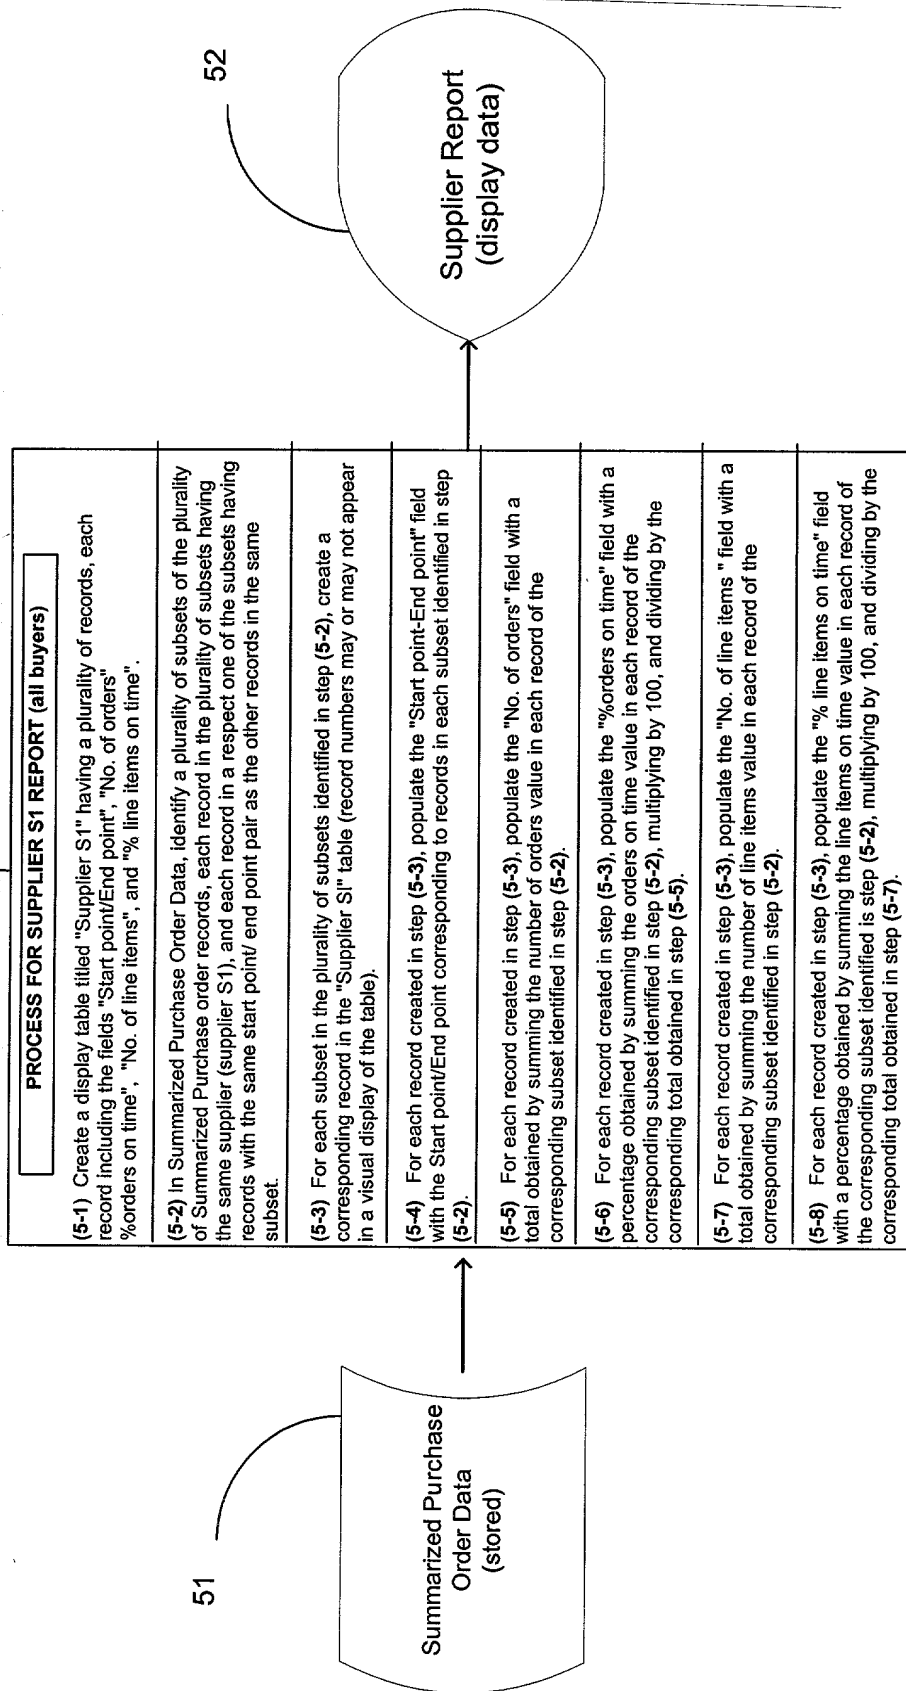 51
Summarized Purchase
Order Data
(stored)
PROCESS FOR SUPPLIER S1 REPORT (all buyers)
(5-1) Create a display table titled "Supplier S1" having a plurality of records, each
record including the fields "Start point/End point", "No. of orders"
%orders on time", "No. of line items", and "% line items on time".
(5-2) In Summarized Purchase Order Data, identify a plurality of subsets of the plurality
of Summarized Purchase order records, each record in the plurality of subsets having
the same supplier (supplier S1), and each record in a respect one of the subsets having
records with the same start point/ end point pair as the other records in the same
subset.
(5-3) For each subset in the plurality of subsets identified in step (5-2), create a
corresponding record in the "Supplier SI" table (record numbers may or may not appear
in a visual display of the table).
(5-4) For each record created in step (5-3), populate the "Start point-End point" field
with the Start point/End point corresponding to records in each subset identified in step
(5-2).
(5-5) For each record created in step (5-3), populate the "No. of orders" field with a
total obtained by summing the number of orders value in each record of the
corresponding subset identified in step (5-2).
(5-6) For each record created in step (5-3), populate the "%orders on time" field with a
percentage obtained by summing the orders on time value in each record of the
corresponding subset identified in step (5-2), multiplying by 100, and dividing by the
corresponding total obtained in step (5-5).
(5-7) For each record created in step (5-3), populate the "No. of line items " field with a
total obtained by summing the number of line items value in each record of the
corresponding subset identified in step (5-2).
(5-8) For each record created in step (5-3), populate the "% line items on time" field
with a percentage obtained by summing the line items on time value in each record of
the corresponding subset identified is step (5-2), multiplying by 100, and dividing by the
corresponding total obtained in step (5-7).
52
Supplier Report
(display data)